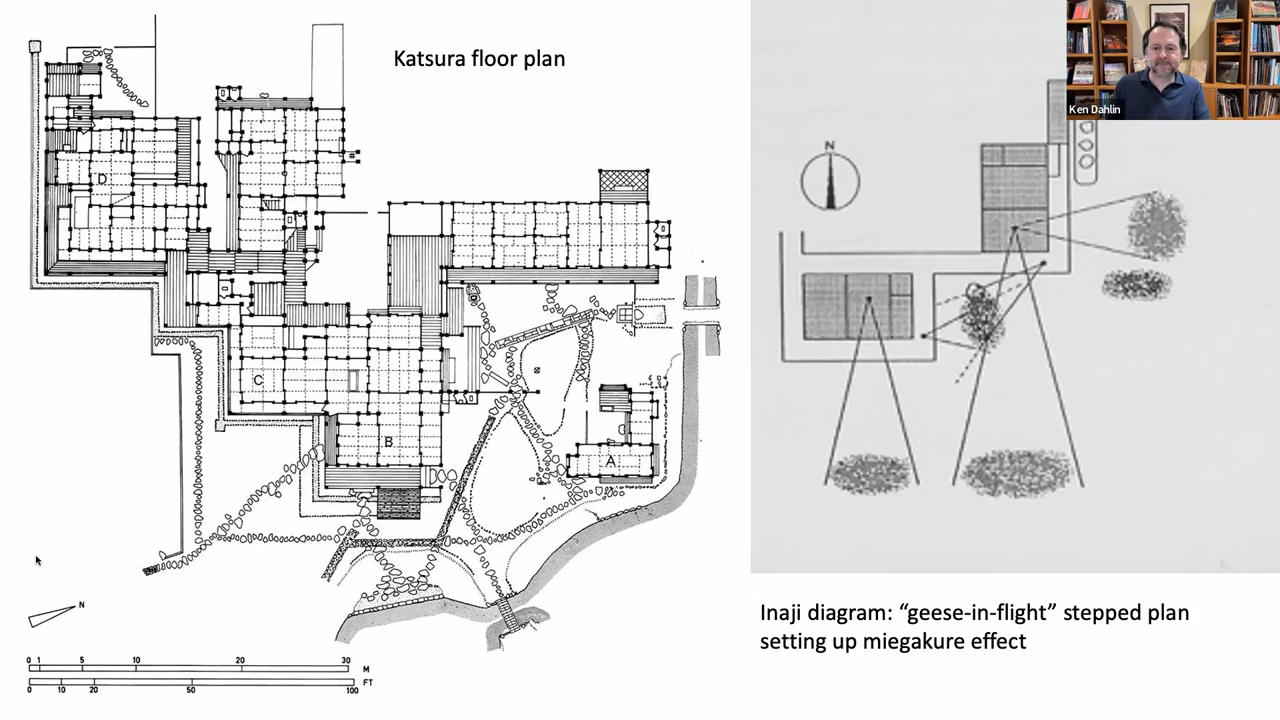 Katsura floor plan
Ken Dahlin
N
D
C
B
A
N
0 1 5 10 20 30
M
0 10 20 50 100
FT
Inaji diagram: “geese-in-flight” stepped plan
setting up miegakure effect